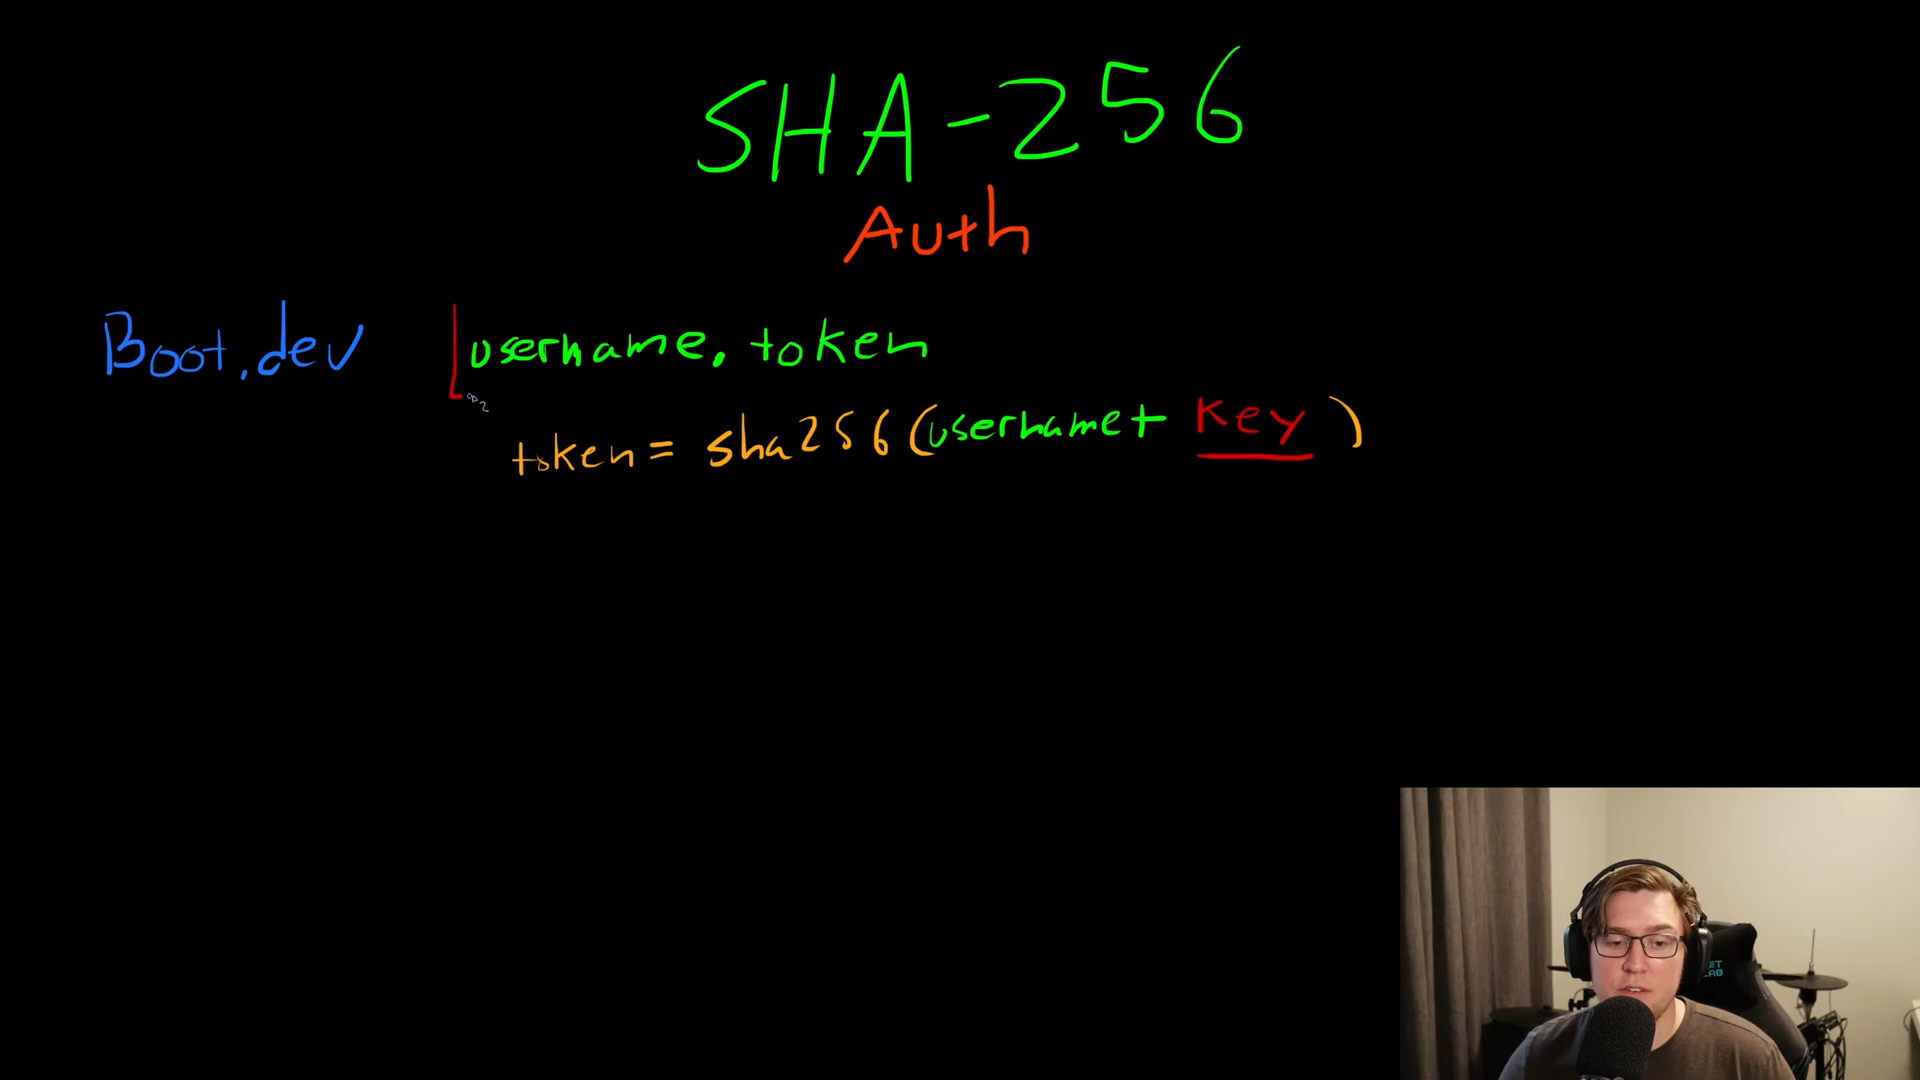 SHA-256
Auth
Boot.dev username. token
token = sha256(username + Key)